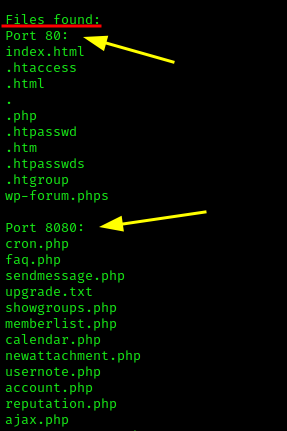 Files found:
Port 80:
index.html
.htaccess
.html
.
.php
.htpasswd
.htm
.htpasswds
.htgroup
wp-forum.phps
Port 8080:
cron.php
faq.php
sendmessage.php
upgrade.txt
showgroups.php
memberlist.php
calendar.php
newattachment.php
usernote.php
account.php
reputation.php
ajax.php